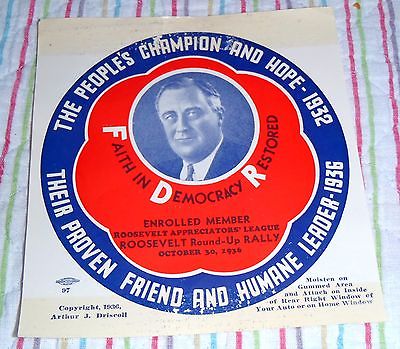 THE PEOPLE'S CHAMPION AND HOPE-1932
FAITH IN DEMOCRACY RESTORED
ENROLLED MEMBER
ROOSEVELT APPRECIATORS' LEAGUE
ROOSEVELT Round-Up RALLY
OCTOBER 30, 1936
THEIR PROVEN FRIEND AND HUMANE LEADER-1936
97
Copyright, 1936,
Arthur J. Driscoll
Moisten on
Gummed Area
and Attach on Inside
of Rear Right Window of
Your Auto or on Home Window